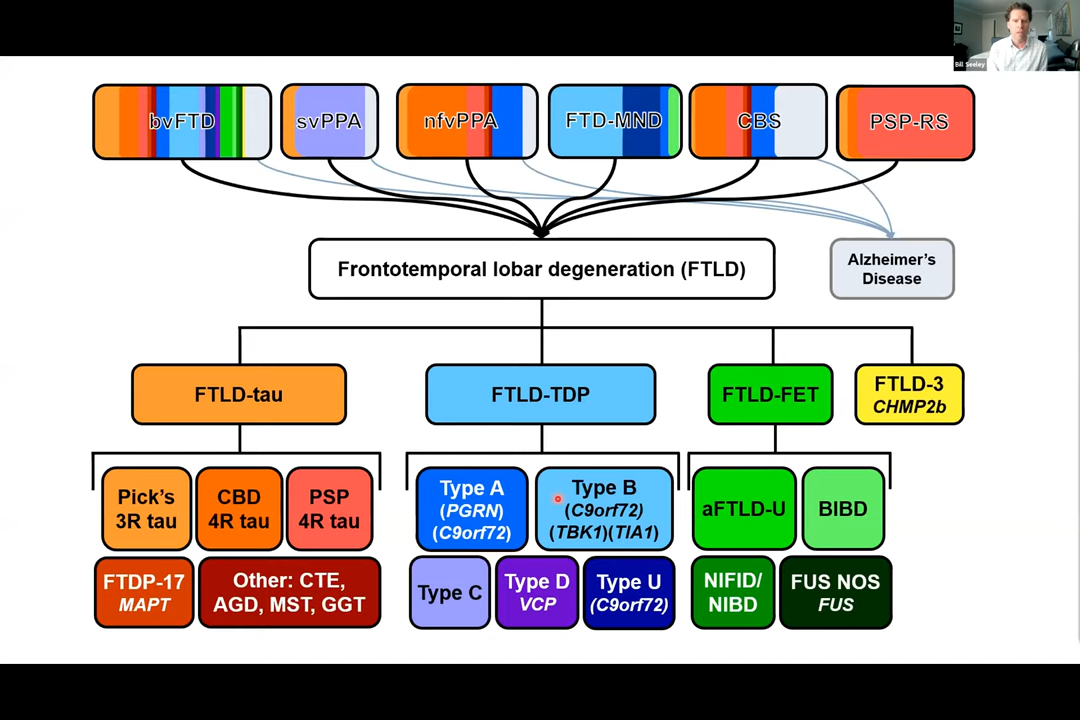 Bill Seeley
bvFTD
svPPA
nfvPPA
FTD-MND
CBS
PSP-RS
Frontotemporal lobar degeneration (FTLD)
Alzheimer's
Disease
FTLD-tau
FTLD-TDP
FTLD-FET
FTLD-3
CHMP2b
Pick's
3R tau
CBD
4R tau
PSP
4R tau
Type A
(PGRN)
(C9orf72)
Type B
(C9orf72)
(TBK1)(TIA1)
aFTLD-U
BIBD
FTDP-17
MAPT
Other: CTE,
AGD, MST, GGT
Type C
Type D
VCP
Type U
(C9orf72)
NIFID/
NIBD
FUS NOS
FUS